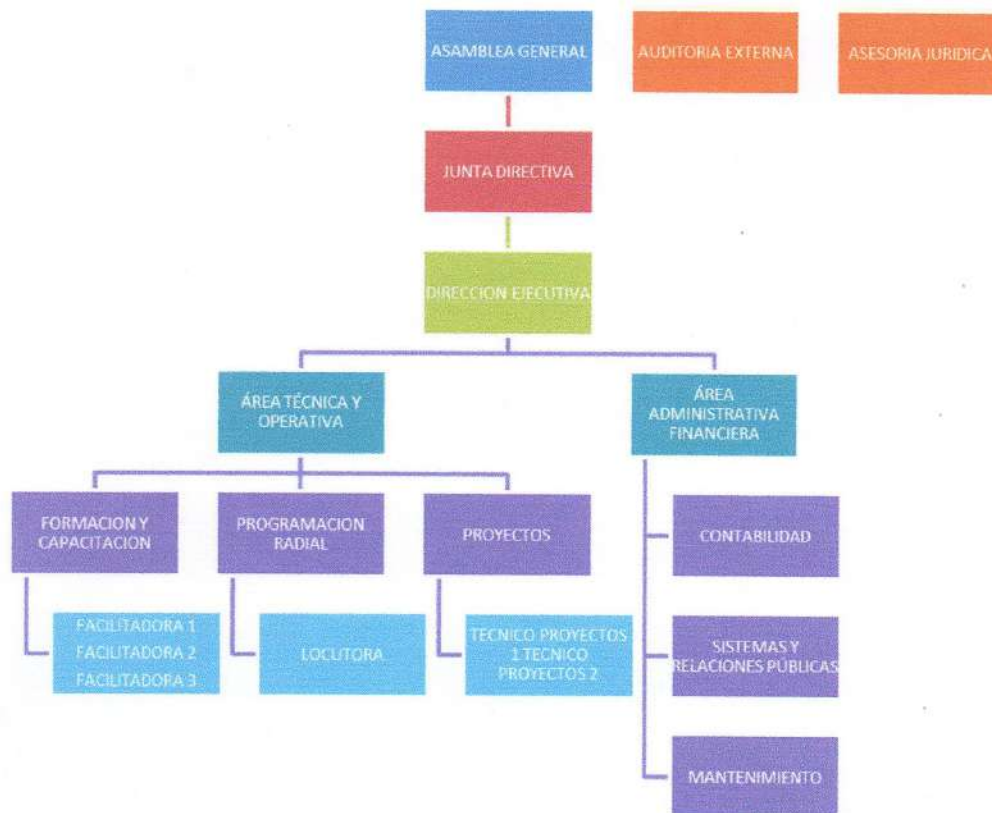 ASAMBLEA GENERAL
AUDITORIA EXTERNA
ASESORIA JURIDICA
JUNTA DIRECTIVA
DIRECCION EJECUTIVA
ÁREA TÉCNICA Y
OPERATIVA
ÁREA
ADMINISTRATIVA
FINANCIERA
FORMACION Y
CAPACITACION
PROGRAMACION
RADIAL
PROYECTOS
CONTABILIDAD
FACILITADORA 1
FACILITADORA 2
FACILITADORA 3
LOCUTORA
TECNICO PROYECTOS
1 TECNICO
PROYECTOS 2
SISTEMAS Y
RELACIONES PÚBLICAS
MANTENIMIENTO